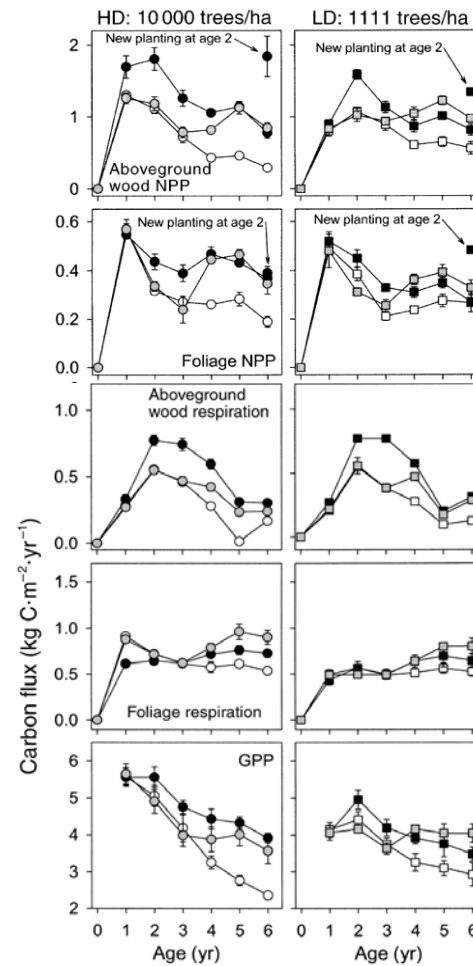 HD: 10 000 trees/ha
LD: 1111 trees/ha
2
1
0
New planting at age 2
Aboveground
wood NPP
New planting at age 2
0.6
0.4
0.2
0.0
New planting at age 2
Foliage NPP
New planting at age 2
1.0
0.5
0.0
Aboveground
wood respiration
1.5
1.0
0.5
0.0
Foliage respiration
6
5
4
3
2
GPP
0 1 2 3 4 5 6
0 1 2 3 4 5 6
Age (yr)
Age (yr)
Carbon flux (kg C·m⁻²·yr⁻¹)